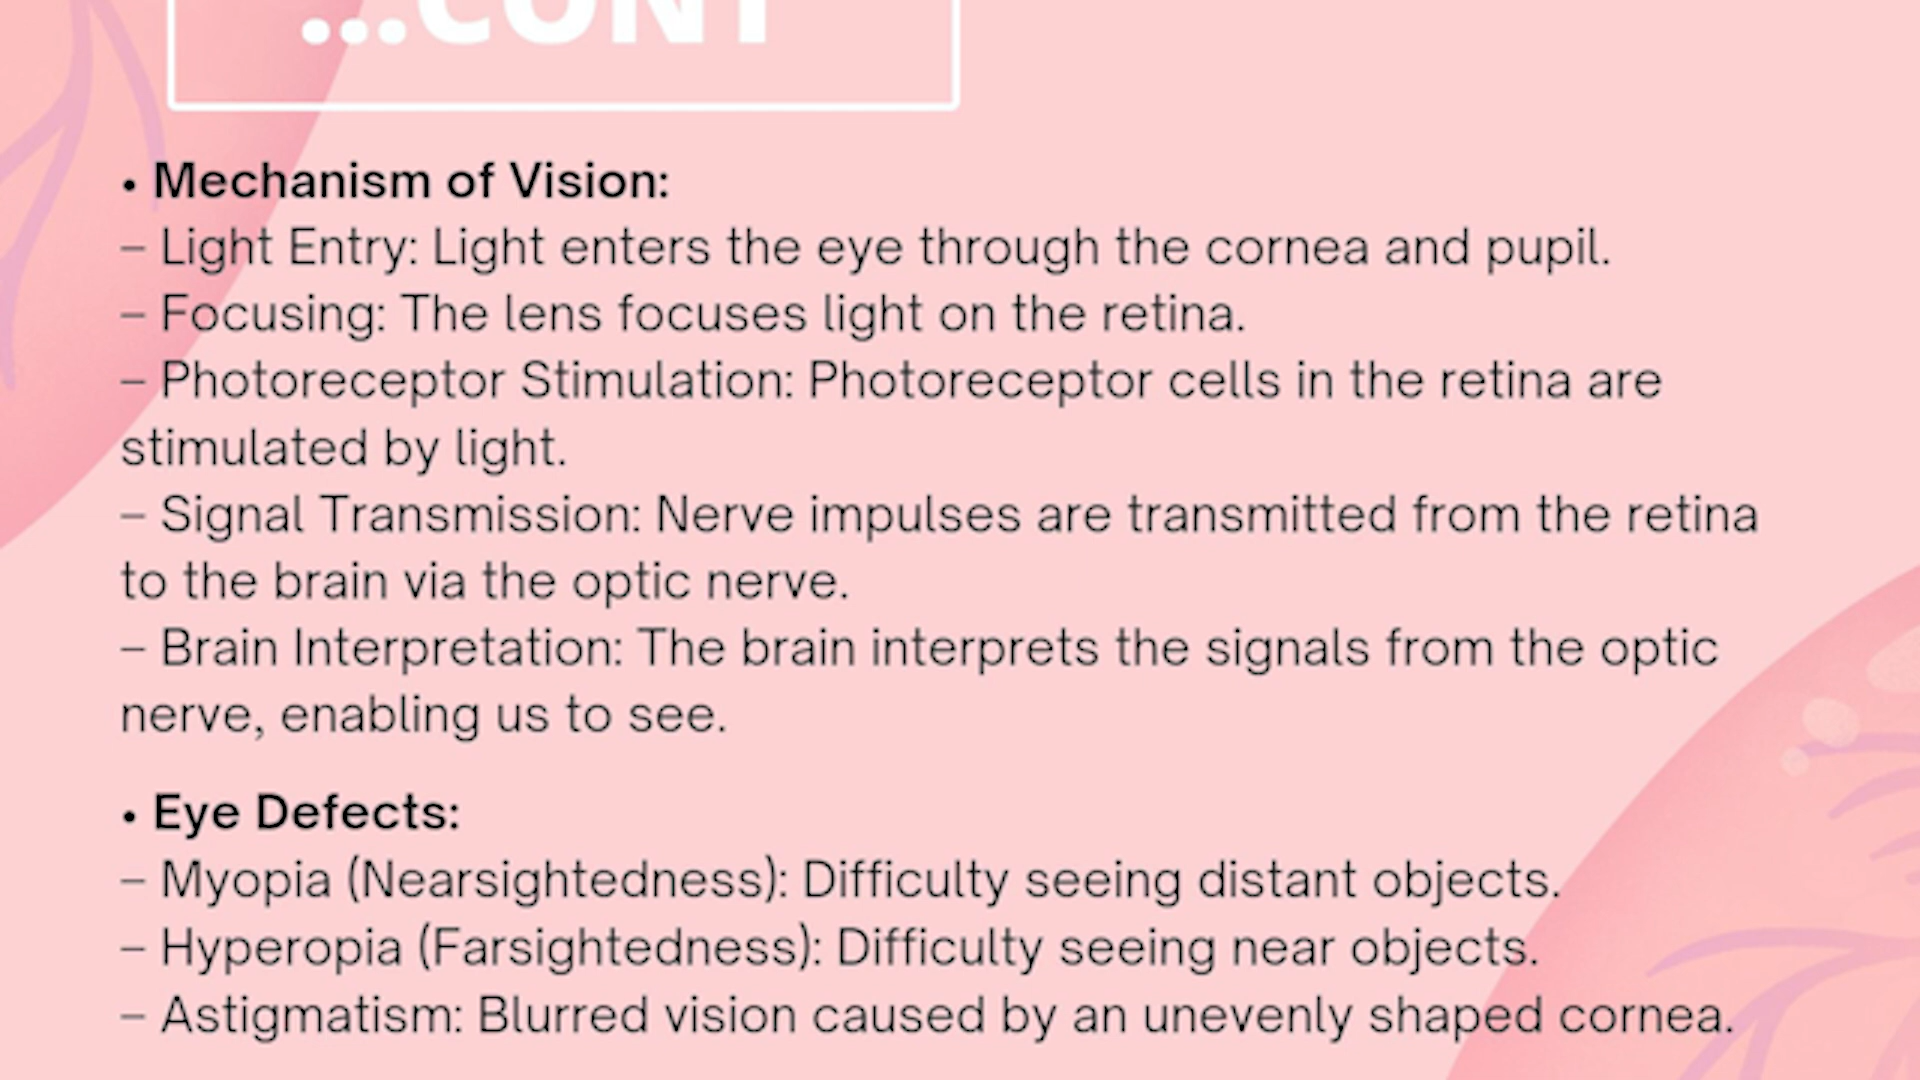 ...CONT
• Mechanism of Vision:
– Light Entry: Light enters the eye through the cornea and pupil.
– Focusing: The lens focuses light on the retina.
– Photoreceptor Stimulation: Photoreceptor cells in the retina are
stimulated by light.
– Signal Transmission: Nerve impulses are transmitted from the retina
to the brain via the optic nerve.
– Brain Interpretation: The brain interprets the signals from the optic
nerve, enabling us to see.
• Eye Defects:
– Myopia (Nearsightedness): Difficulty seeing distant objects.
– Hyperopia (Farsightedness): Difficulty seeing near objects.
– Astigmatism: Blurred vision caused by an unevenly shaped cornea.